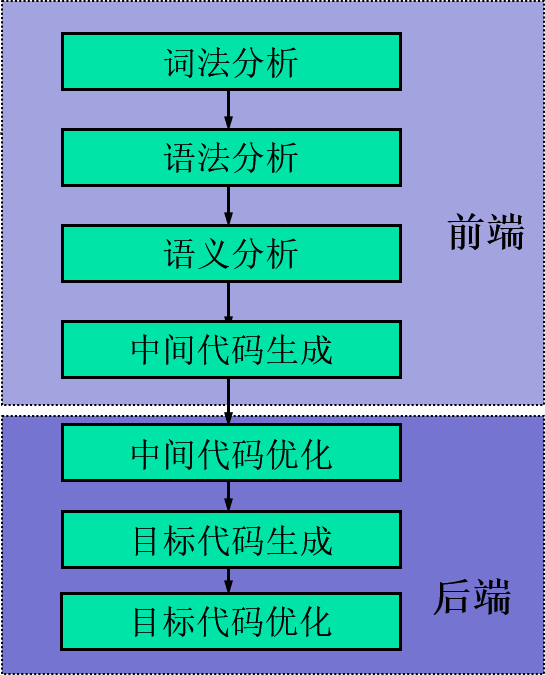 词法分析
语法分析
语义分析
前端
中间代码生成
中间代码优化
目标代码生成
后端
目标代码优化